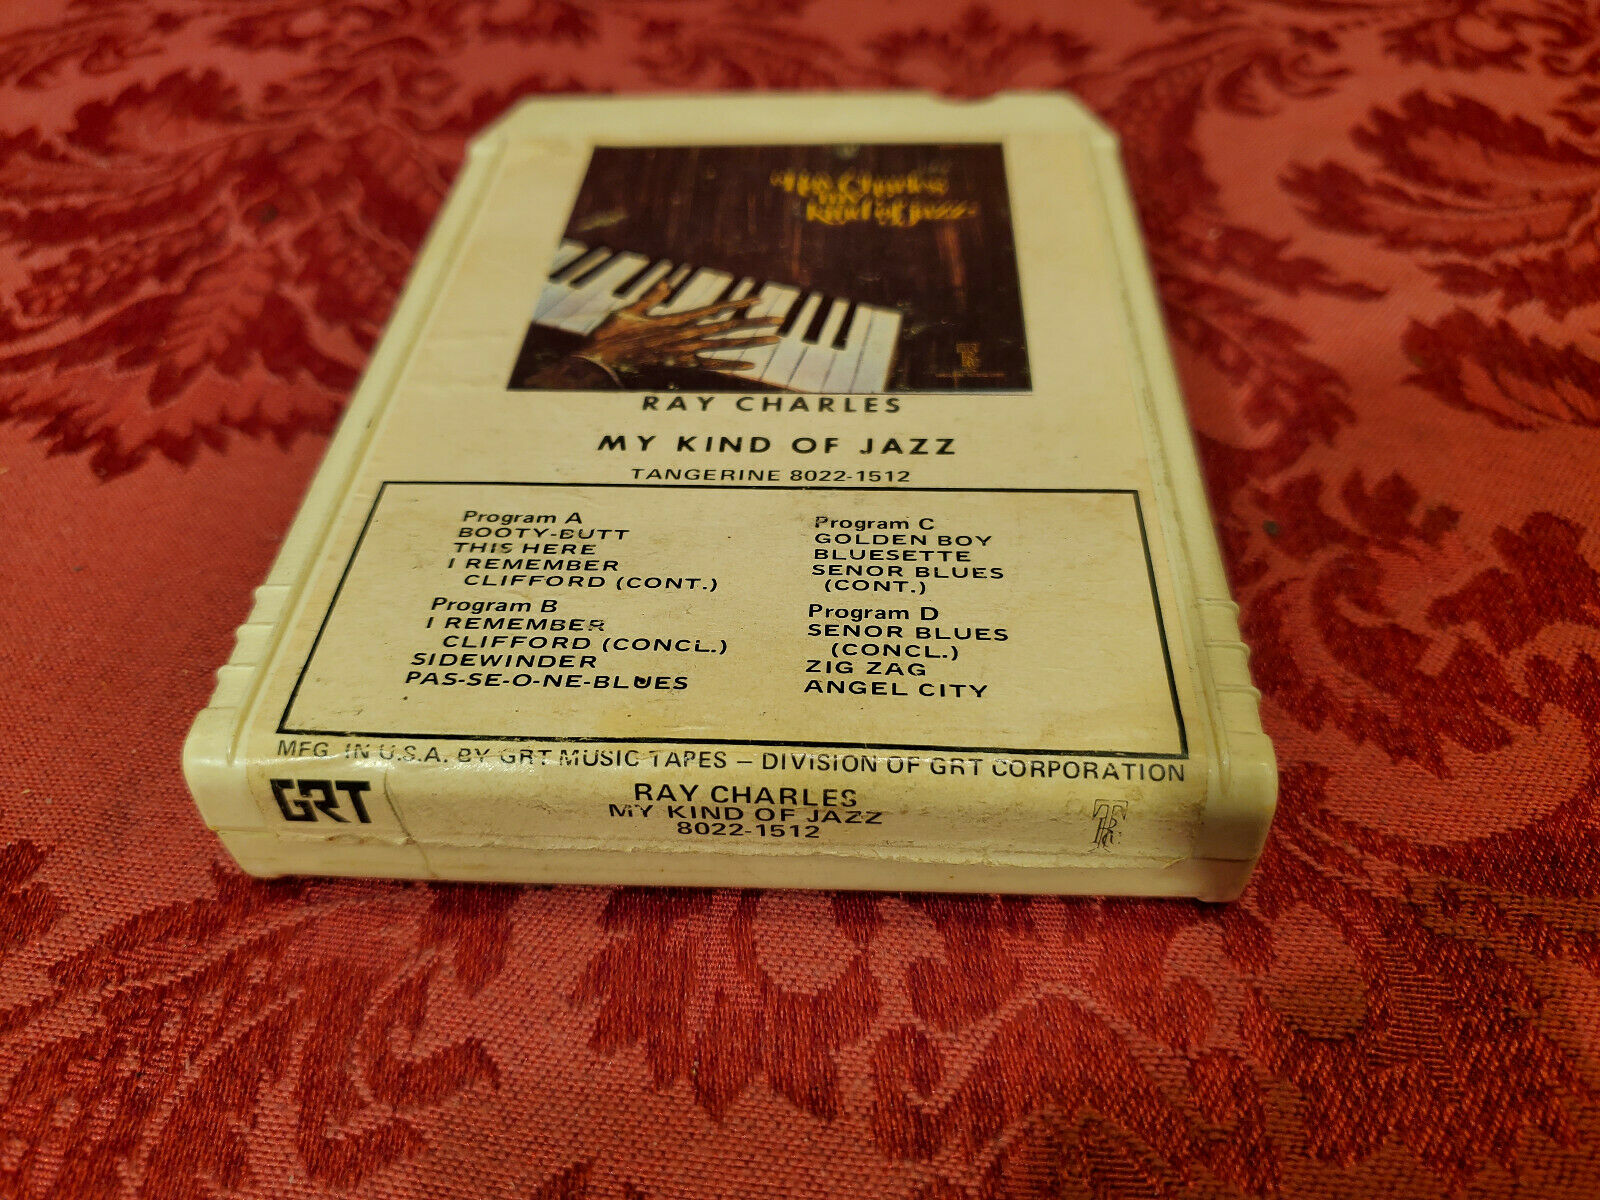 Ray Charles
My
Kind of Jazz
RAY CHARLES
MY KIND OF JAZZ
TANGERINE 8022-1512
Program A
BOOTY-BUTT
THIS HERE
I REMEMBER
CLIFFORD (CONT.)
Program B
I REMEMBER
CLIFFORD (CONCL.)
SIDEWINDER
PAS-SE-O-NE-BLUES
Program C
GOLDEN BOY
BLUESETTE
SENOR BLUES
(CONT.)
Program D
SENOR BLUES
(CONCL.)
ZIG ZAG
ANGEL CITY
MFG. IN U.S.A. BY GRT MUSIC TAPES – DIVISION OF GRT CORPORATION
GRT
RAY CHARLES
MY KIND OF JAZZ
8022-1512